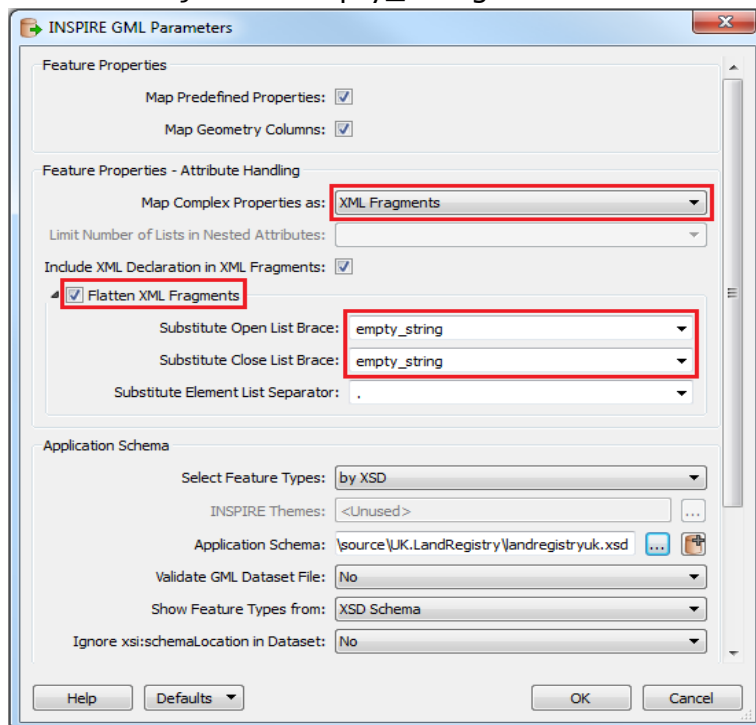 INSPIRE GML Parameters
Feature Properties
Map Predefined Properties:
Map Geometry Columns:
Feature Properties - Attribute Handling
Map Complex Properties as: XML Fragments
Limit Number of Lists in Nested Attributes:
Include XML Declaration in XML Fragments:
Flatten XML Fragments
Substitute Open List Brace: empty_string
Substitute Close List Brace: empty_string
Substitute Element List Separator: .
Application Schema
Select Feature Types: by XSD
INSPIRE Themes: <Unused> ...
Application Schema: \source\UK.LandRegistry\landregistryuk.xsd ...
Validate GML Dataset File: No
Show Feature Types from: XSD Schema
Ignore xsi:schemaLocation in Dataset: No
Help Defaults OK Cancel